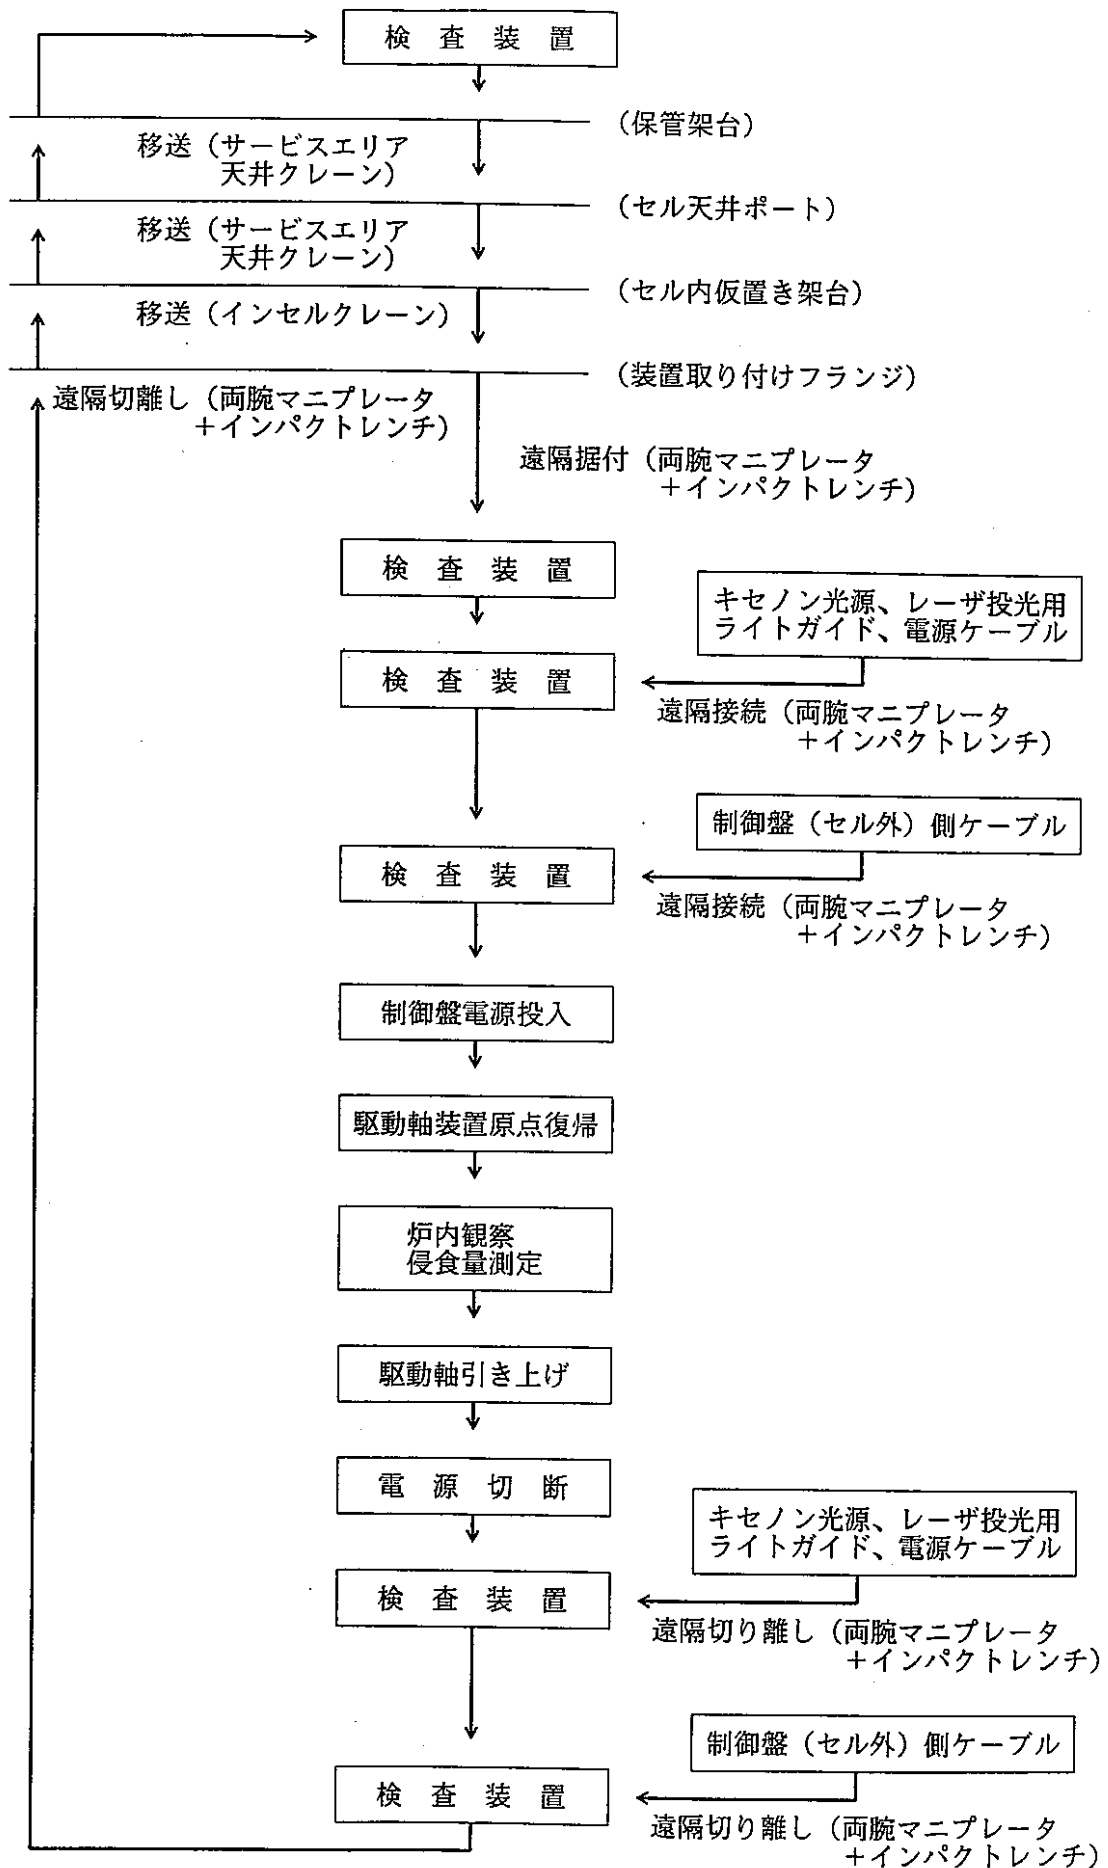 検査装置
(保管架台)
移送(サービスエリア
天井クレーン)
(セル天井ポート)
移送(サービスエリア
天井クレーン)
(セル内仮置き架台)
移送(インセルクレーン)
(装置取り付けフランジ)
遠隔切離し(両腕マニプレータ
+インパクトレンチ)
遠隔据付(両腕マニプレータ
+インパクトレンチ)
検査装置
キセノン光源、レーザ投光用
ライトガイド、電源ケーブル
検査装置
遠隔接続(両腕マニプレータ
+インパクトレンチ)
制御盤(セル外)側ケーブル
検査装置
遠隔接続(両腕マニプレータ
+インパクトレンチ)
制御盤電源投入
駆動軸装置原点復帰
炉内観察
侵食量測定
駆動軸引き上げ
電源切断
キセノン光源、レーザ投光用
ライトガイド、電源ケーブル
検査装置
遠隔切り離し(両腕マニプレータ
+インパクトレンチ)
制御盤(セル外)側ケーブル
検査装置
遠隔切り離し(両腕マニプレータ
+インパクトレンチ)